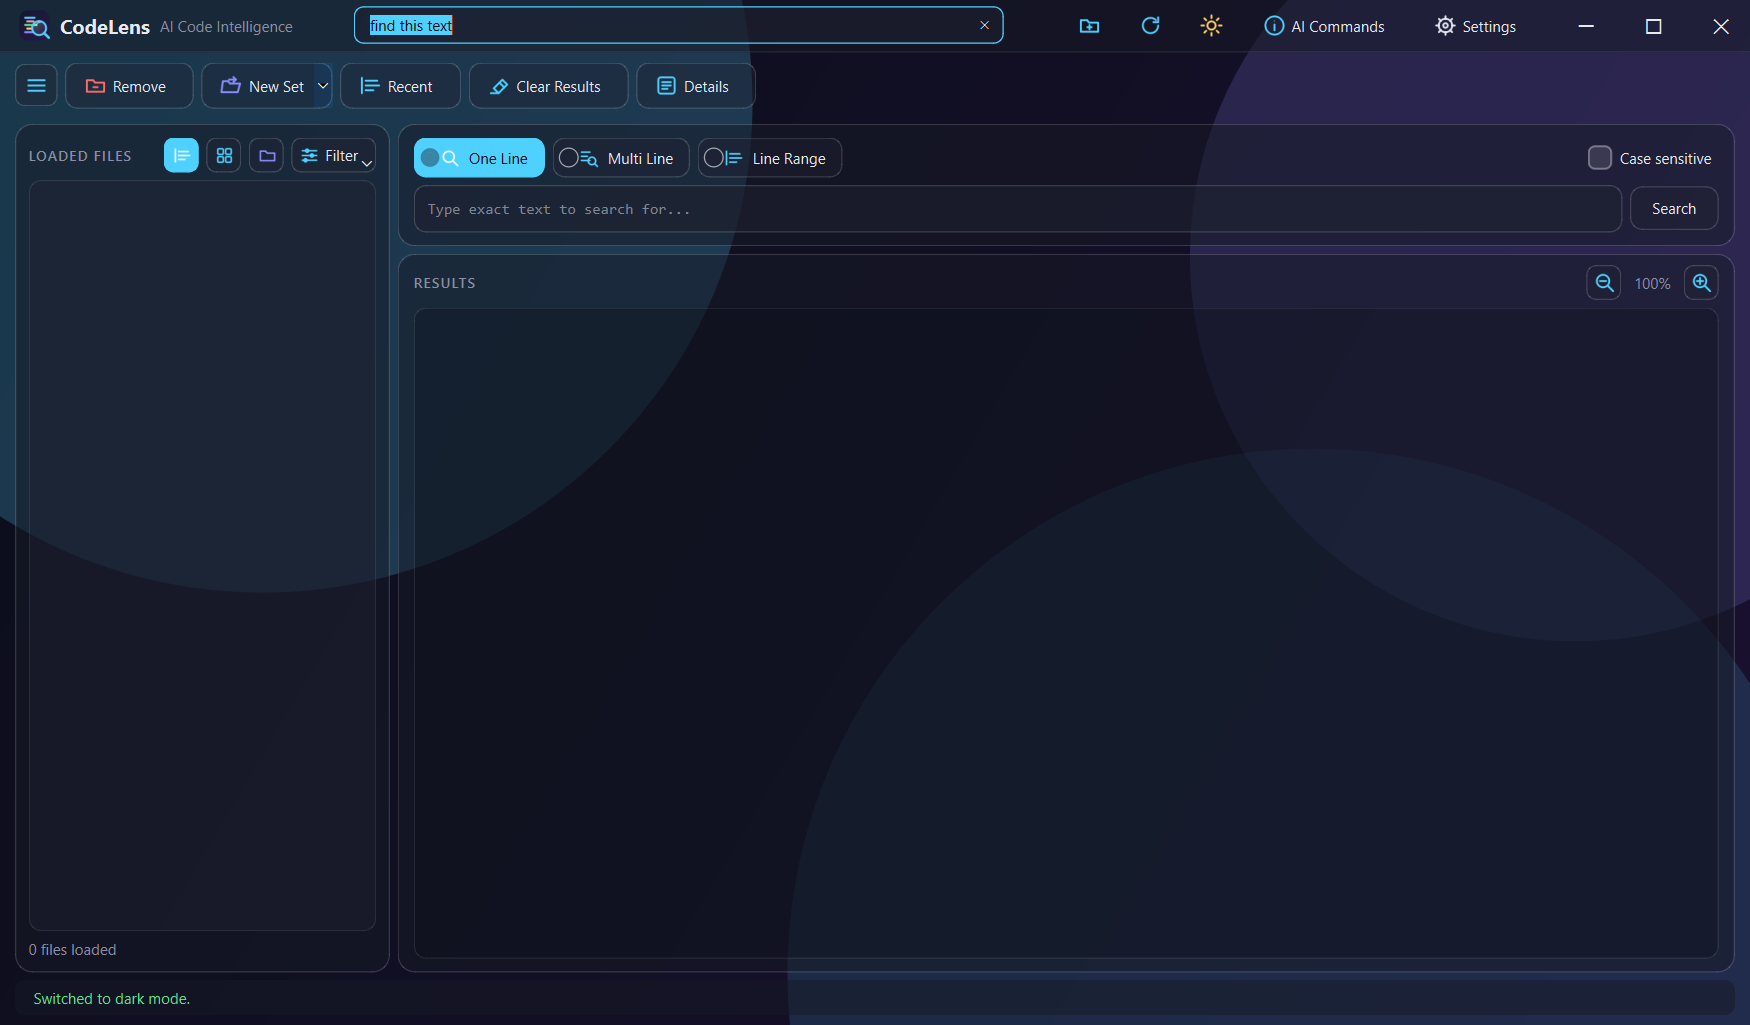 CodeLens AI Code Intelligence find this text AI Commands Settings
Remove New Set Recent Clear Results Details
LOADED FILES Filter
One Line Multi Line Line Range Case sensitive
Type exact text to search for... Search
RESULTS 100%
0 files loaded
Switched to dark mode.